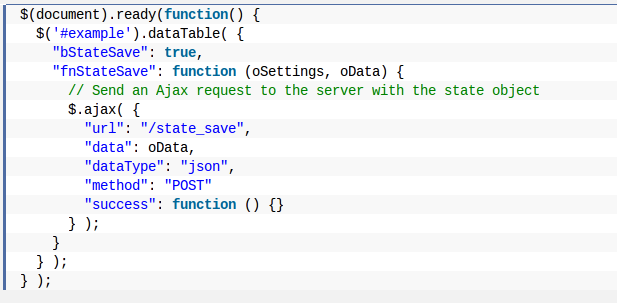 $(document).ready(function() {
  $('#example').dataTable( {
    "bStateSave": true,
    "fnStateSave": function (oSettings, oData) {
      // Send an Ajax request to the server with the state object
      $.ajax( {
        "url": "/state_save",
        "data": oData,
        "dataType": "json",
        "method": "POST"
        "success": function () {}
      } );
    }
  } );
} );